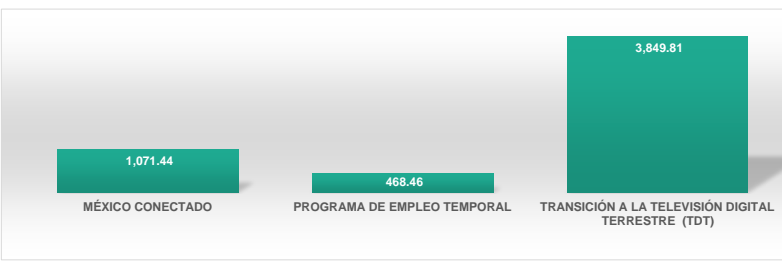 3,849.81
1,071.44
468.46
MÉXICO CONECTADO
PROGRAMA DE EMPLEO TEMPORAL
TRANSICIÓN A LA TELEVISIÓN DIGITAL
TERRESTRE (TDT)